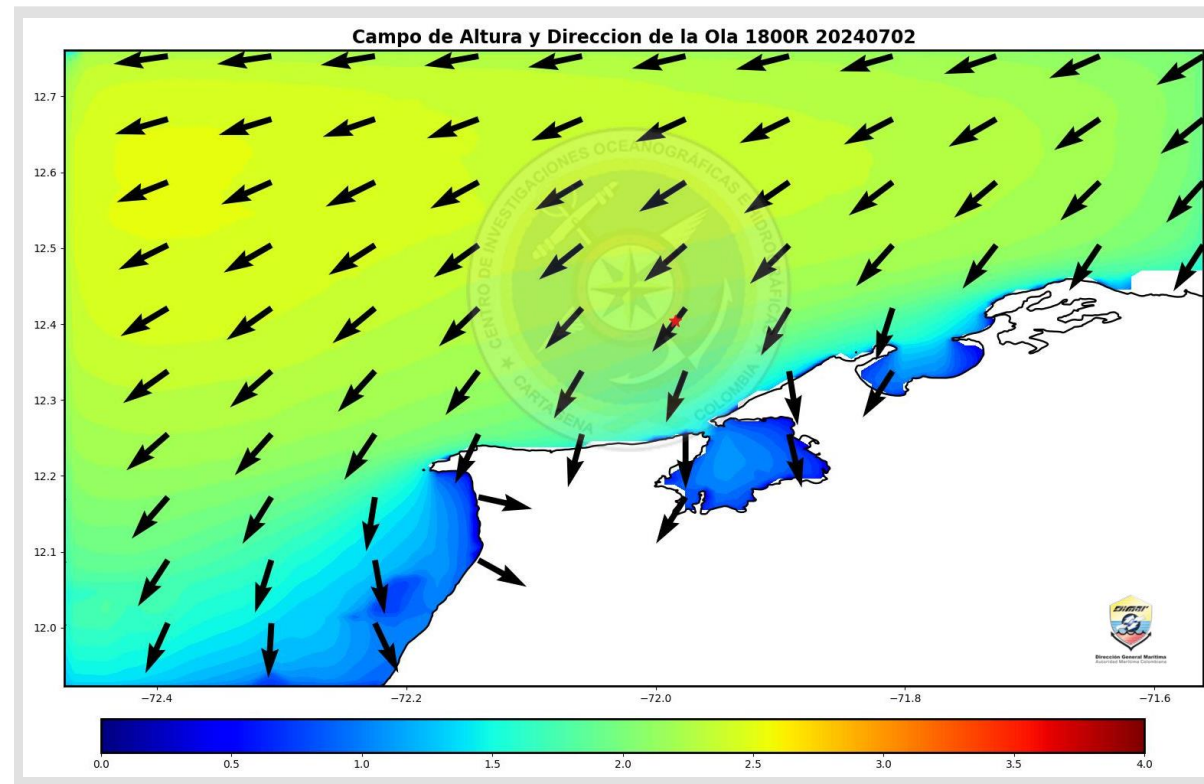 Campo de Altura y Direccion de la Ola 1800R 20240702
12.7
12.6
12.5
12.4
12.3
12.2
12.1
12.0
CENTRO DE INVESTIGACIONES OCEANOGRÁFICAS E HIDROGRÁFICAS
CARTAGENA COLOMBIA
Dimar
Dirección General Marítima
Autoridad Marítima Colombiana
−72.4 −72.2 −72.0 −71.8 −71.6
0.0 0.5 1.0 1.5 2.0 2.5 3.0 3.5 4.0